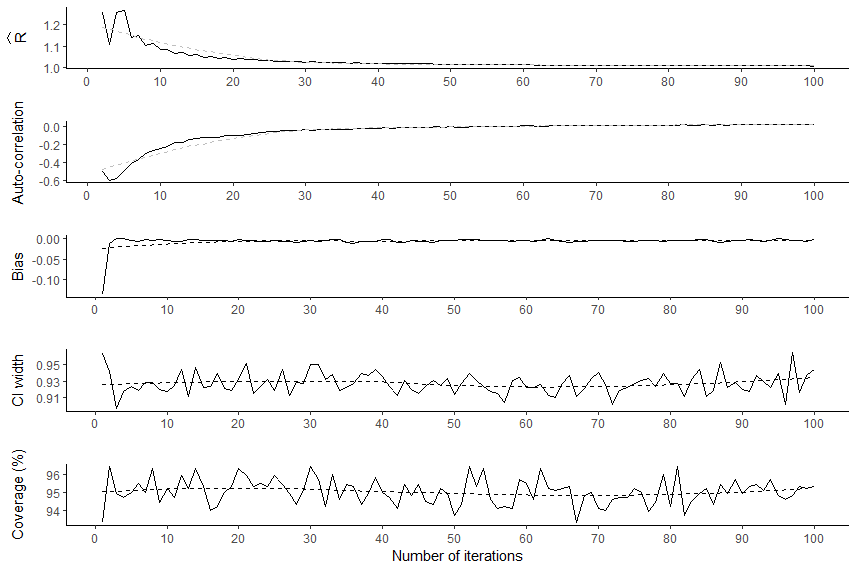 R̂
1.2
1.1
1.0
0 10 20 30 40 50 60 70 80 90 100
Auto-correlation
0.0
-0.2
-0.4
-0.6
0 10 20 30 40 50 60 70 80 90 100
Bias
0.00
-0.05
-0.10
0 10 20 30 40 50 60 70 80 90 100
CI width
0.95
0.93
0.91
0 10 20 30 40 50 60 70 80 90 100
Coverage (%)
96
95
94
0 10 20 30 40 50 60 70 80 90 100
Number of iterations